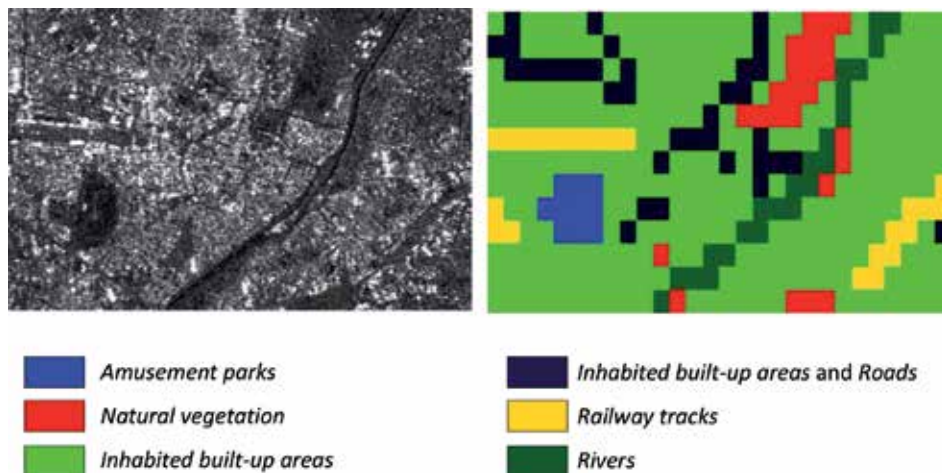 Amusement parks
Natural vegetation
Inhabited built-up areas
Inhabited built-up areas and Roads
Railway tracks
Rivers